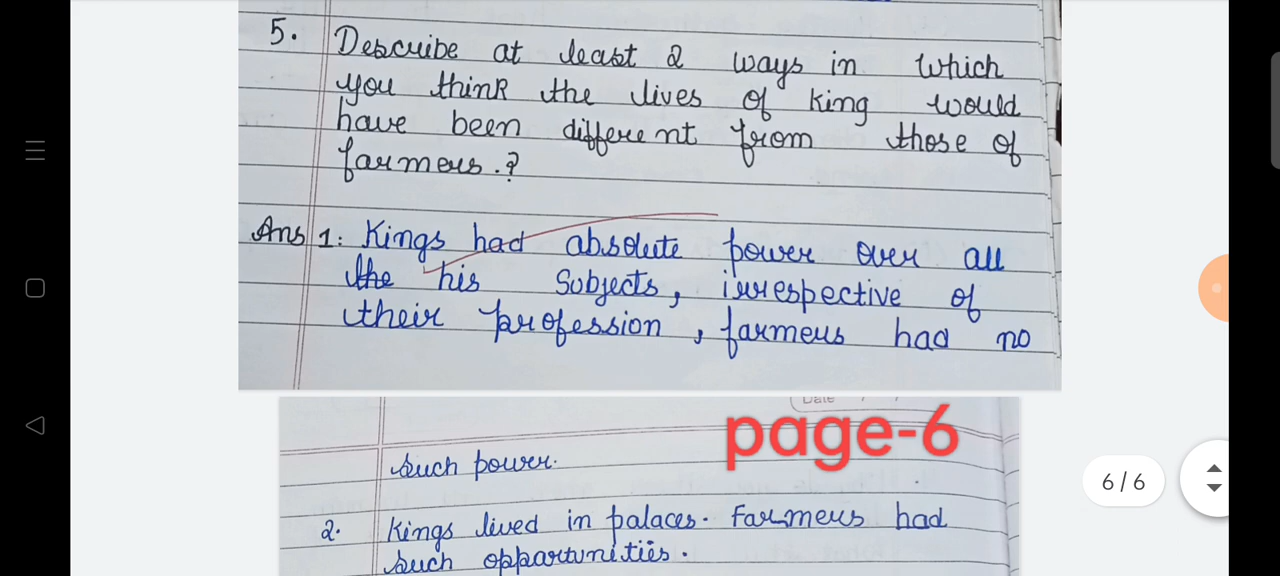 5. Describe at least 2 ways in which
you think the lives of king would
have been different from those of
farmers.?
Ans 1: Kings had absolute power over all
the his subjects, irrespective of
their profession, farmers had no
Date
page-6
such power.
6/6
2. Kings lived in palaces. Farmers had
such oppartunities.